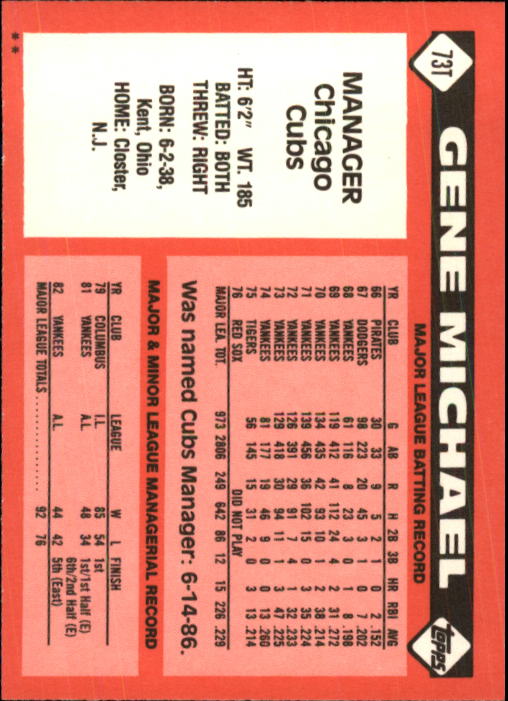 73T
GENE MICHAEL
TOPPS
MANAGER
Chicago
Cubs
HT: 6'2" WT. 185
BATTED: BOTH
THREW: RIGHT
BORN: 6-2-38,
Kent, Ohio
HOME: Closter,
N.J.
MAJOR LEAGUE BATTING RECORD
YR CLUB G AB R H 2B 3B HR RBI AVG
66 PIRATES 30 33 9 5 2 1 0 2 .152
67 DODGERS 98 223 20 45 3 1 0 7 .202
68 YANKEES 61 116 8 23 3 0 1 8 .198
69 YANKEES 119 412 41 112 24 4 2 31 .272
70 YANKEES 134 435 42 93 10 1 2 38 .214
71 YANKEES 139 456 36 102 15 0 3 35 .224
72 YANKEES 126 391 29 91 7 4 1 32 .233
73 YANKEES 129 418 30 94 11 1 3 47 .225
74 YANKEES 81 177 19 46 9 0 0 13 .260
75 TIGERS 56 145 15 31 2 0 3 13 .214
76 RED SOX DID NOT PLAY
MAJOR LEA. TOT. 973 2806 249 642 86 12 15 226 .229
Was named Cubs Manager: 6-14-86.
MAJOR & MINOR LEAGUE MANAGERIAL RECORD
YR CLUB LEAGUE W L FINISH
79 COLUMBUS I.L. 85 54 1st
81 YANKEES A.L. 48 34 1st/1st Half (E)
6th/2nd Half (E)
82 YANKEES A.L. 44 42 5th (East)
MAJOR LEAGUE TOTALS .......... 92 76
**